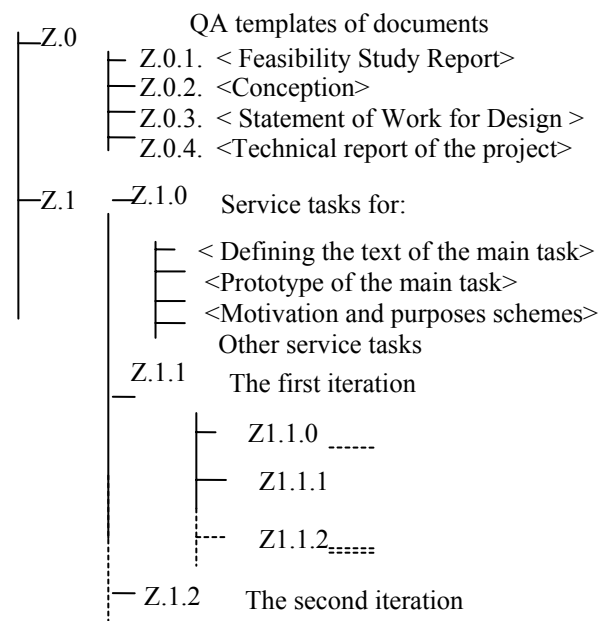 QA templates of documents
Z.0
Z.0.1. < Feasibility Study Report>
Z.0.2. <Conception>
Z.0.3. < Statement of Work for Design >
Z.0.4. <Technical report of the project>
Z.1 Z.1.0 Service tasks for:
< Defining the text of the main task>
<Prototype of the main task>
<Motivation and purposes schemes>
Other service tasks
Z.1.1 The first iteration
Z1.1.0
Z1.1.1
Z1.1.2
Z.1.2 The second iteration